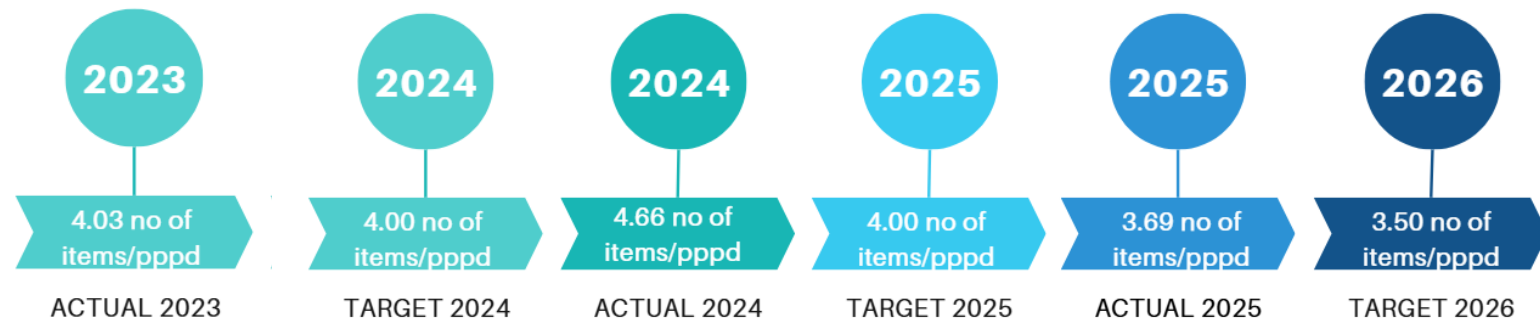 2023
2024
2024
2025
2025
2026
4.03 no of
items/pppd
4.00 no of
items/pppd
4.66 no of
items/pppd
4.00 no of
items/pppd
3.69 no of
items/pppd
3.50 no of
items/pppd
ACTUAL 2023
TARGET 2024
ACTUAL 2024
TARGET 2025
ACTUAL 2025
TARGET 2026